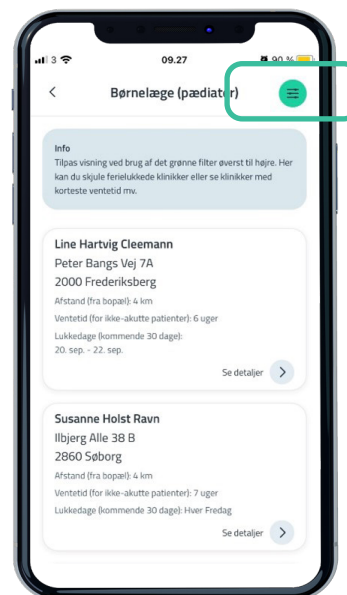 3
09.27
90 %
Børnelæge (pædiater)
Info
Tilpas visning ved brug af det grønne filter øverst til højre. Her
kan du skjule ferielukkede klinikker eller se klinikker med
korteste ventetid mv.
Line Hartvig Cleemann
Peter Bangs Vej 7A
2000 Frederiksberg
Afstand (fra bopæl): 4 km
Ventetid (for ikke-akutte patienter): 6 uger
Lukkedage (kommende 30 dage):
20. sep. - 22. sep.
Se detaljer
Susanne Holst Ravn
Ilbjerg Alle 38 B
2860 Søborg
Afstand (fra bopæl): 4 km
Ventetid (for ikke-akutte patienter): 7 uger
Lukkedage (kommende 30 dage): Hver Fredag
Se detaljer